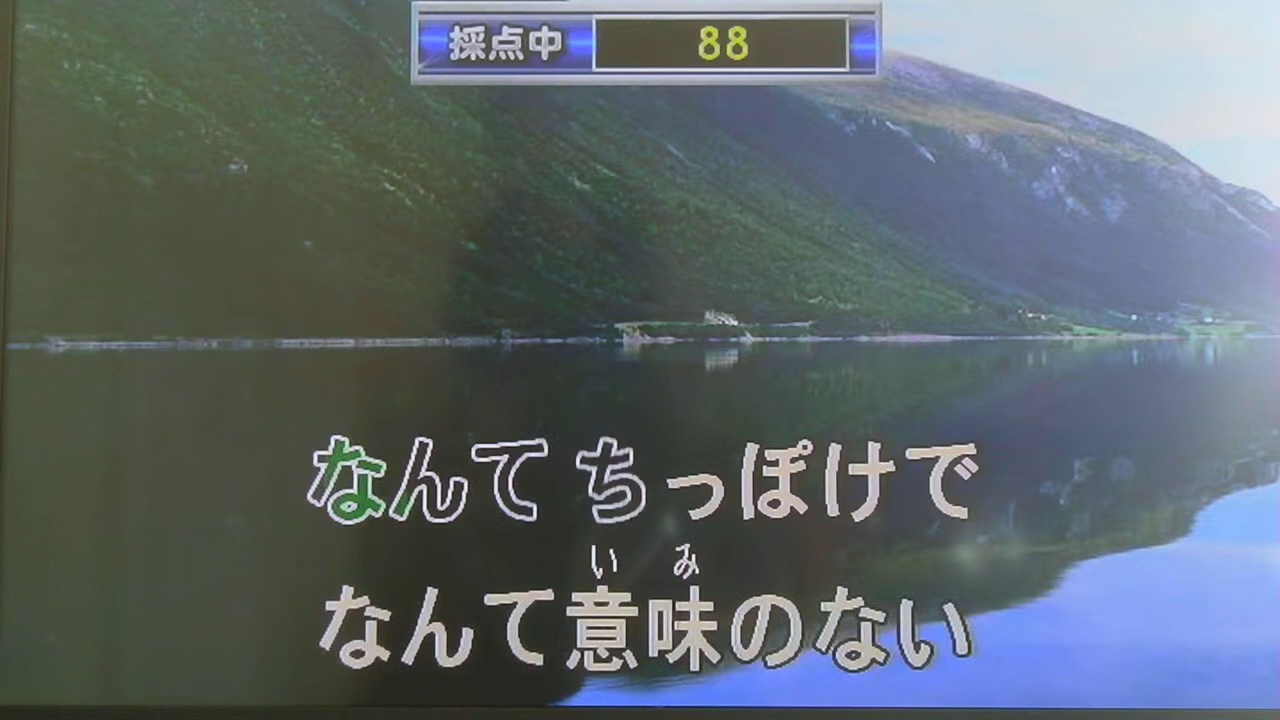 採点中 88
なんて ちっぽけで
いみ
なんて意味のない